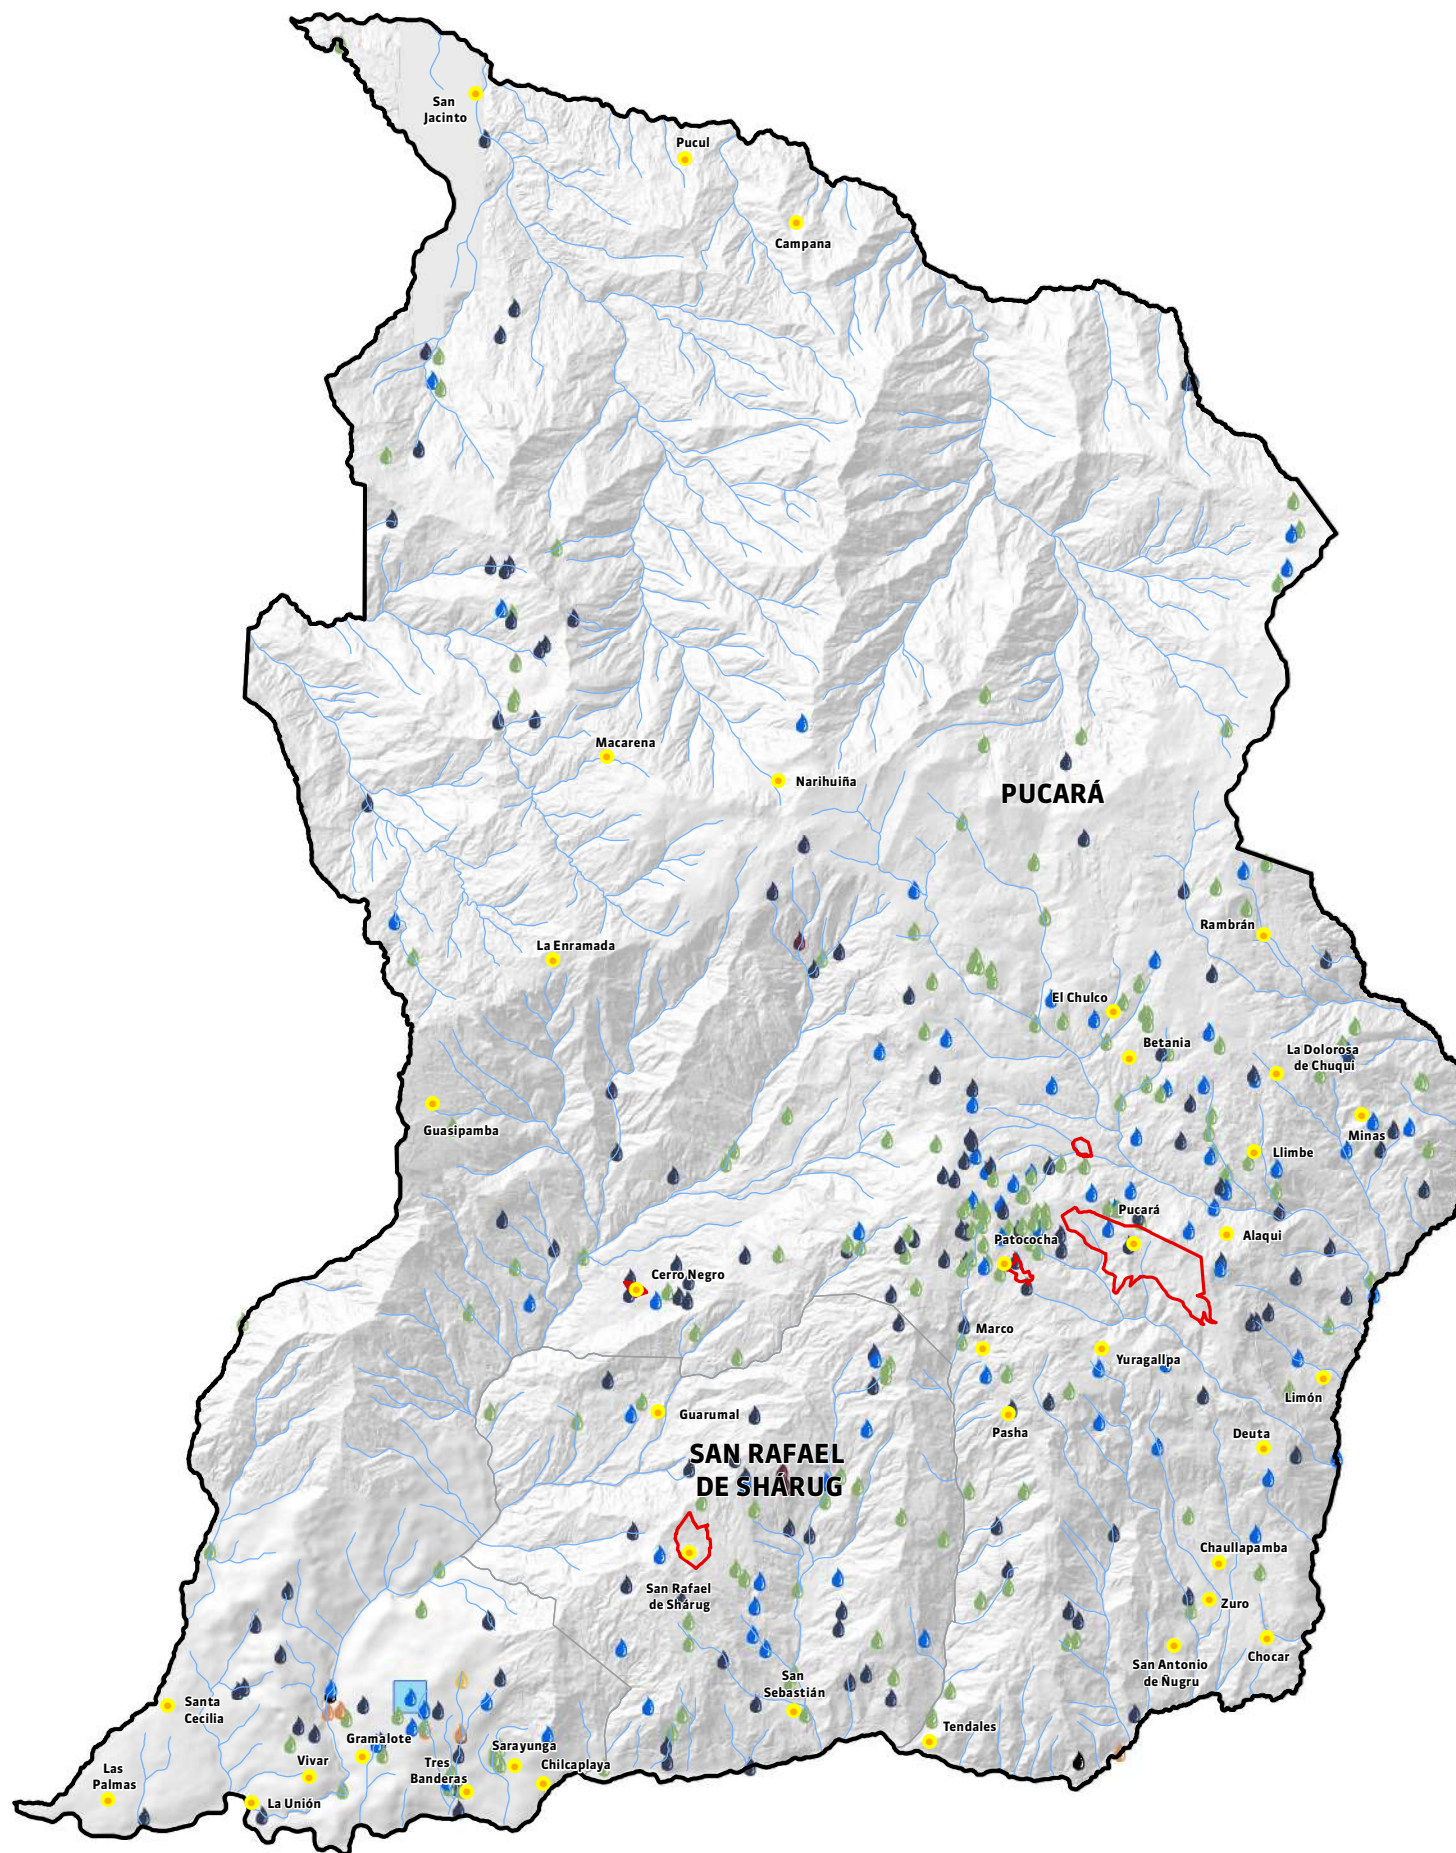 San
Jacinto
Pucul
Campana
Macarena
Narihuiña
PUCARÁ
Rambrán
La Enramada
El Chulco
Betania
La Dolorosa
de Chuqui
Guasipamba
Minas
Llimbe
Pucará
Patococha
Alaqui
Cerro Negro
Marco
Yuragallpa
Limón
Guarumal
Pasha
Deuta
SAN RAFAEL
DE SHÁRUG
Chaullapamba
San Rafael
de Shárug
Zuro
Chocar
San Antonio
de Ñugru
San
Sebastián
Santa
Cecilia
Tendales
Gramalote
Sarayunga
Vivar
Tres
Banderas
Chilcaplaya
Las
Palmas
La Unión